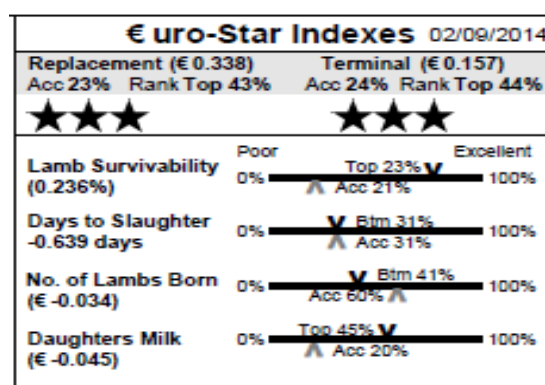 € uro-Star Indexes 02/09/2014
Replacement (€ 0.338) Terminal (€ 0.157)
Acc 23% Rank Top 43% Acc 24% Rank Top 44%
Poor Excellent
Lamb Survivability
(0.236%)
0% Top 23% Acc 21% 100%
Days to Slaughter
-0.639 days
0% Btm 31% Acc 31% 100%
No. of Lambs Born
(€ -0.034)
0% Btm 41% Acc 60% 100%
Daughters Milk
(€ -0.045)
0% Top 45% Acc 20% 100%